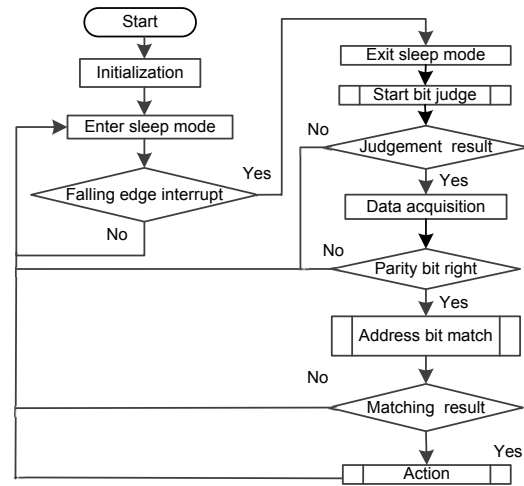 Start
Initialization
Enter sleep mode
Falling edge interrupt
Yes
No
Exit sleep mode
Start bit judge
No
Judgement result
Yes
Data acquisition
No
Parity bit right
Yes
Address bit match
No
Matching result
Yes
Action